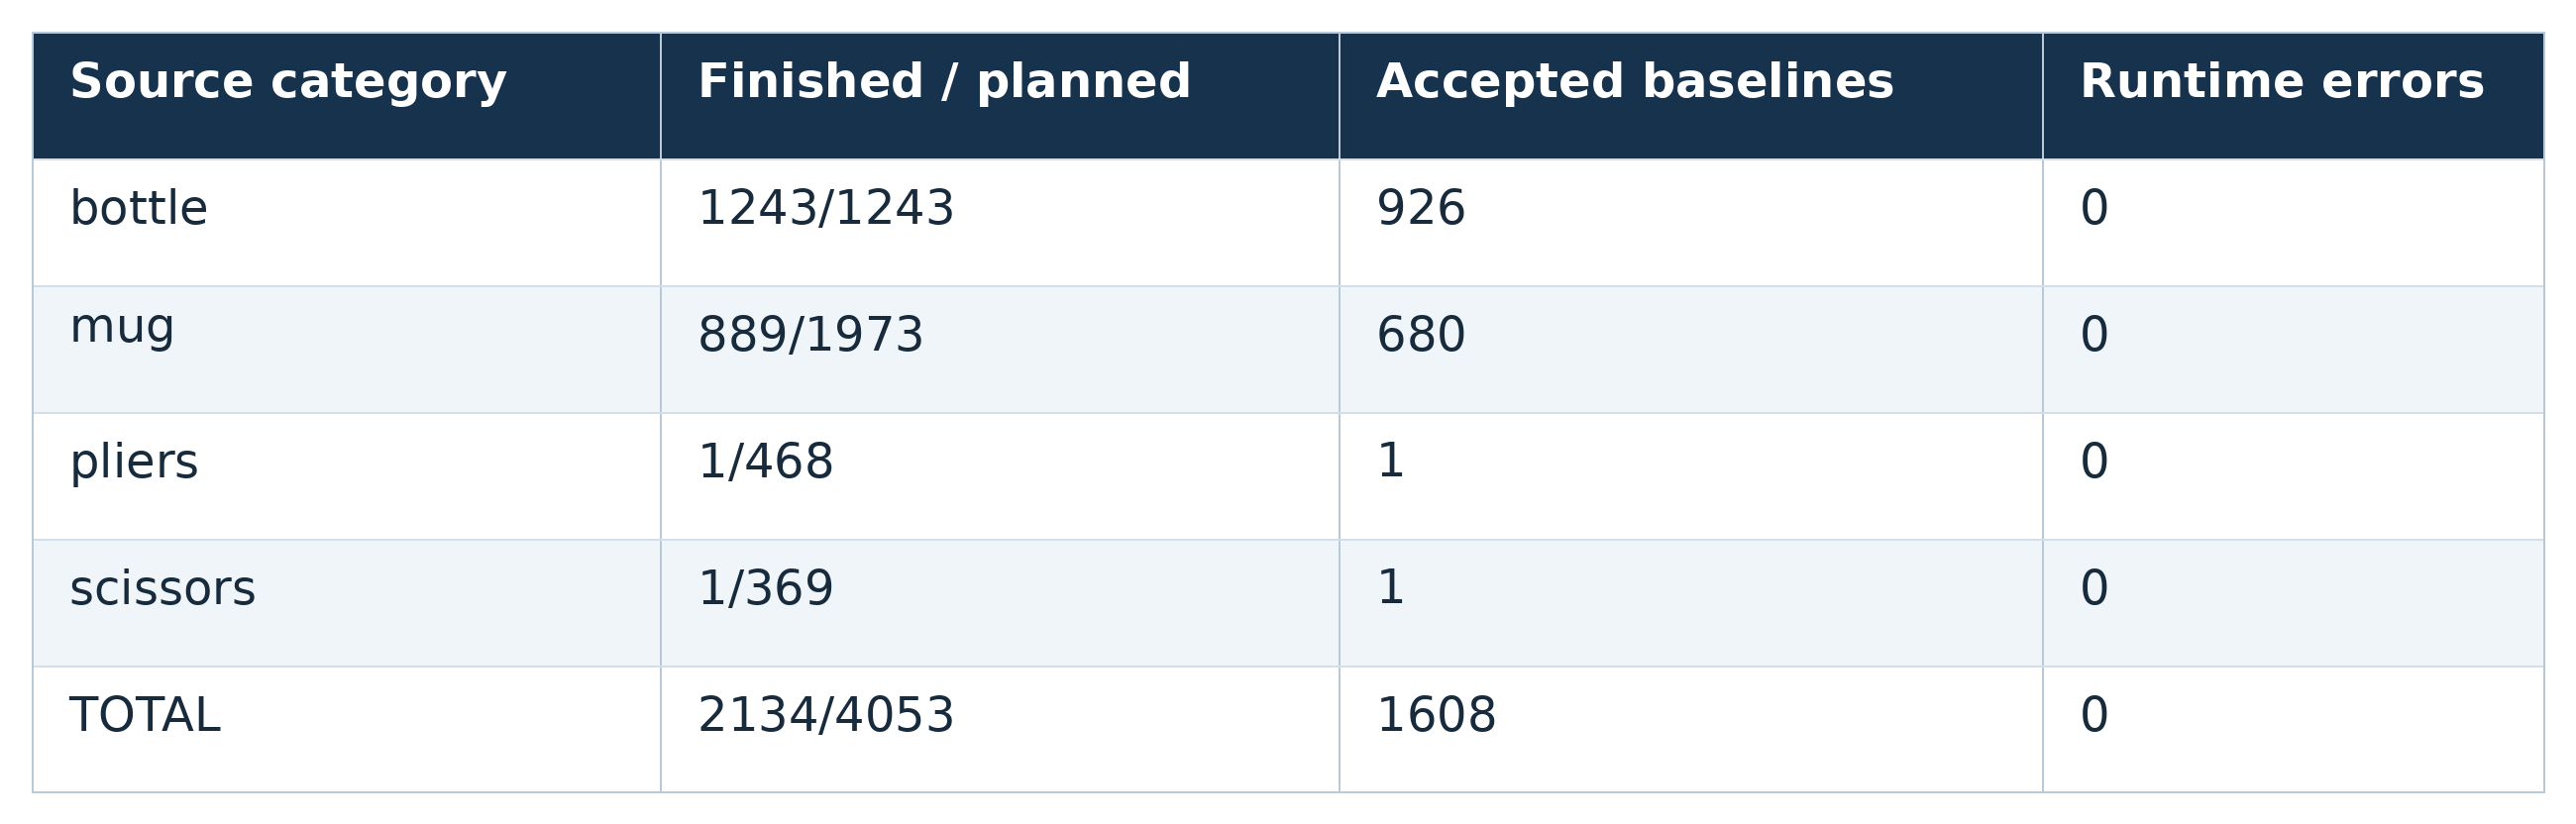 Source category Finished / planned Accepted baselines Runtime errors
bottle 1243/1243 926 0
mug 889/1973 680 0
pliers 1/468 1 0
scissors 1/369 1 0
TOTAL 2134/4053 1608 0